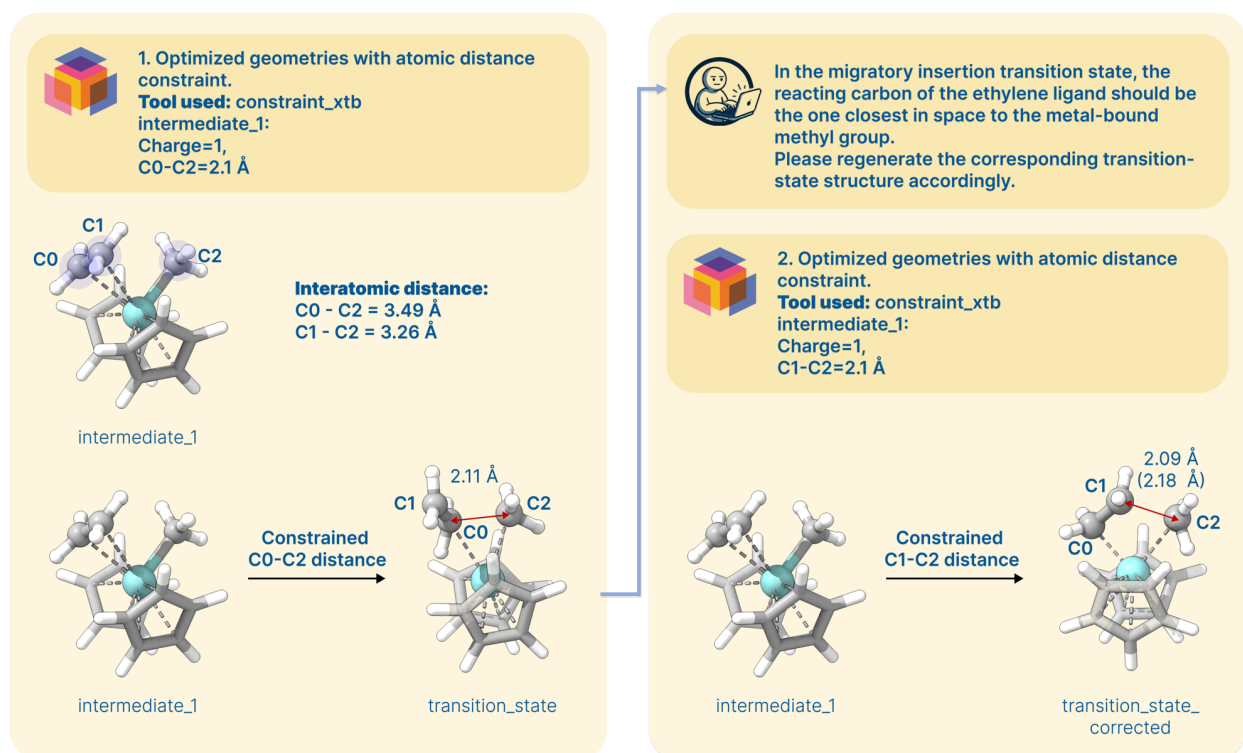 1. Optimized geometries with atomic distance
constraint.
Tool used: constraint_xtb
intermediate_1:
Charge=1,
C0-C2=2.1 Å
C1
C0
C2
Interatomic distance:
C0 - C2 = 3.49 Å
C1 - C2 = 3.26 Å
intermediate_1
Constrained
C0-C2 distance
2.11 Å
C1
C2
C0
intermediate_1
transition_state
In the migratory insertion transition state, the
reacting carbon of the ethylene ligand should be
the one closest in space to the metal-bound
methyl group.
Please regenerate the corresponding transition-
state structure accordingly.
2. Optimized geometries with atomic distance
constraint.
Tool used: constraint_xtb
intermediate_1:
Charge=1,
C1-C2=2.1 Å
Constrained
C1-C2 distance
2.09 Å
(2.18 Å)
C1
C2
C0
intermediate_1
transition_state_
corrected